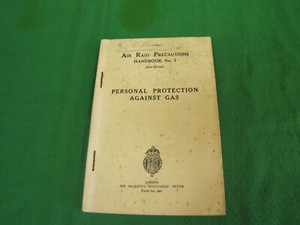 AIR RAID PRECAUTIONS
HANDBOOK No. 1
PERSONAL PROTECTION
AGAINST GAS
LONDON
HIS MAJESTY'S STATIONERY OFFICE